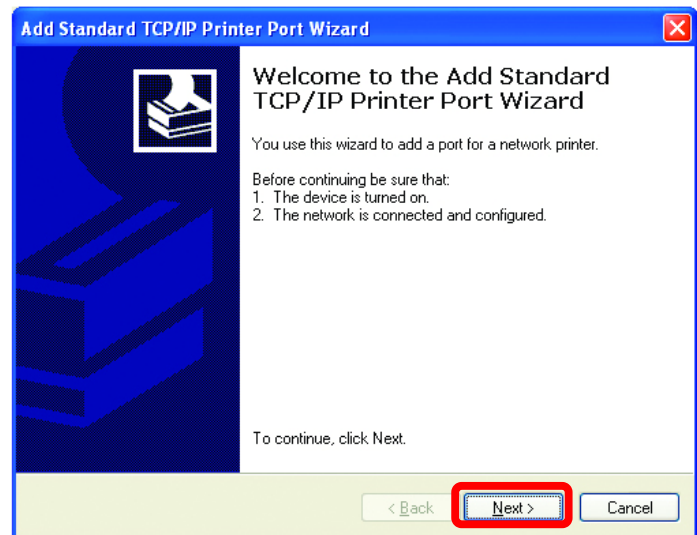 Add Standard TCP/IP Printer Port Wizard
Welcome to the Add Standard
TCP/IP Printer Port Wizard
You use this wizard to add a port for a network printer.
Before continuing be sure that:
1. The device is turned on.
2. The network is connected and configured.
To continue, click Next.
< Back Next > Cancel